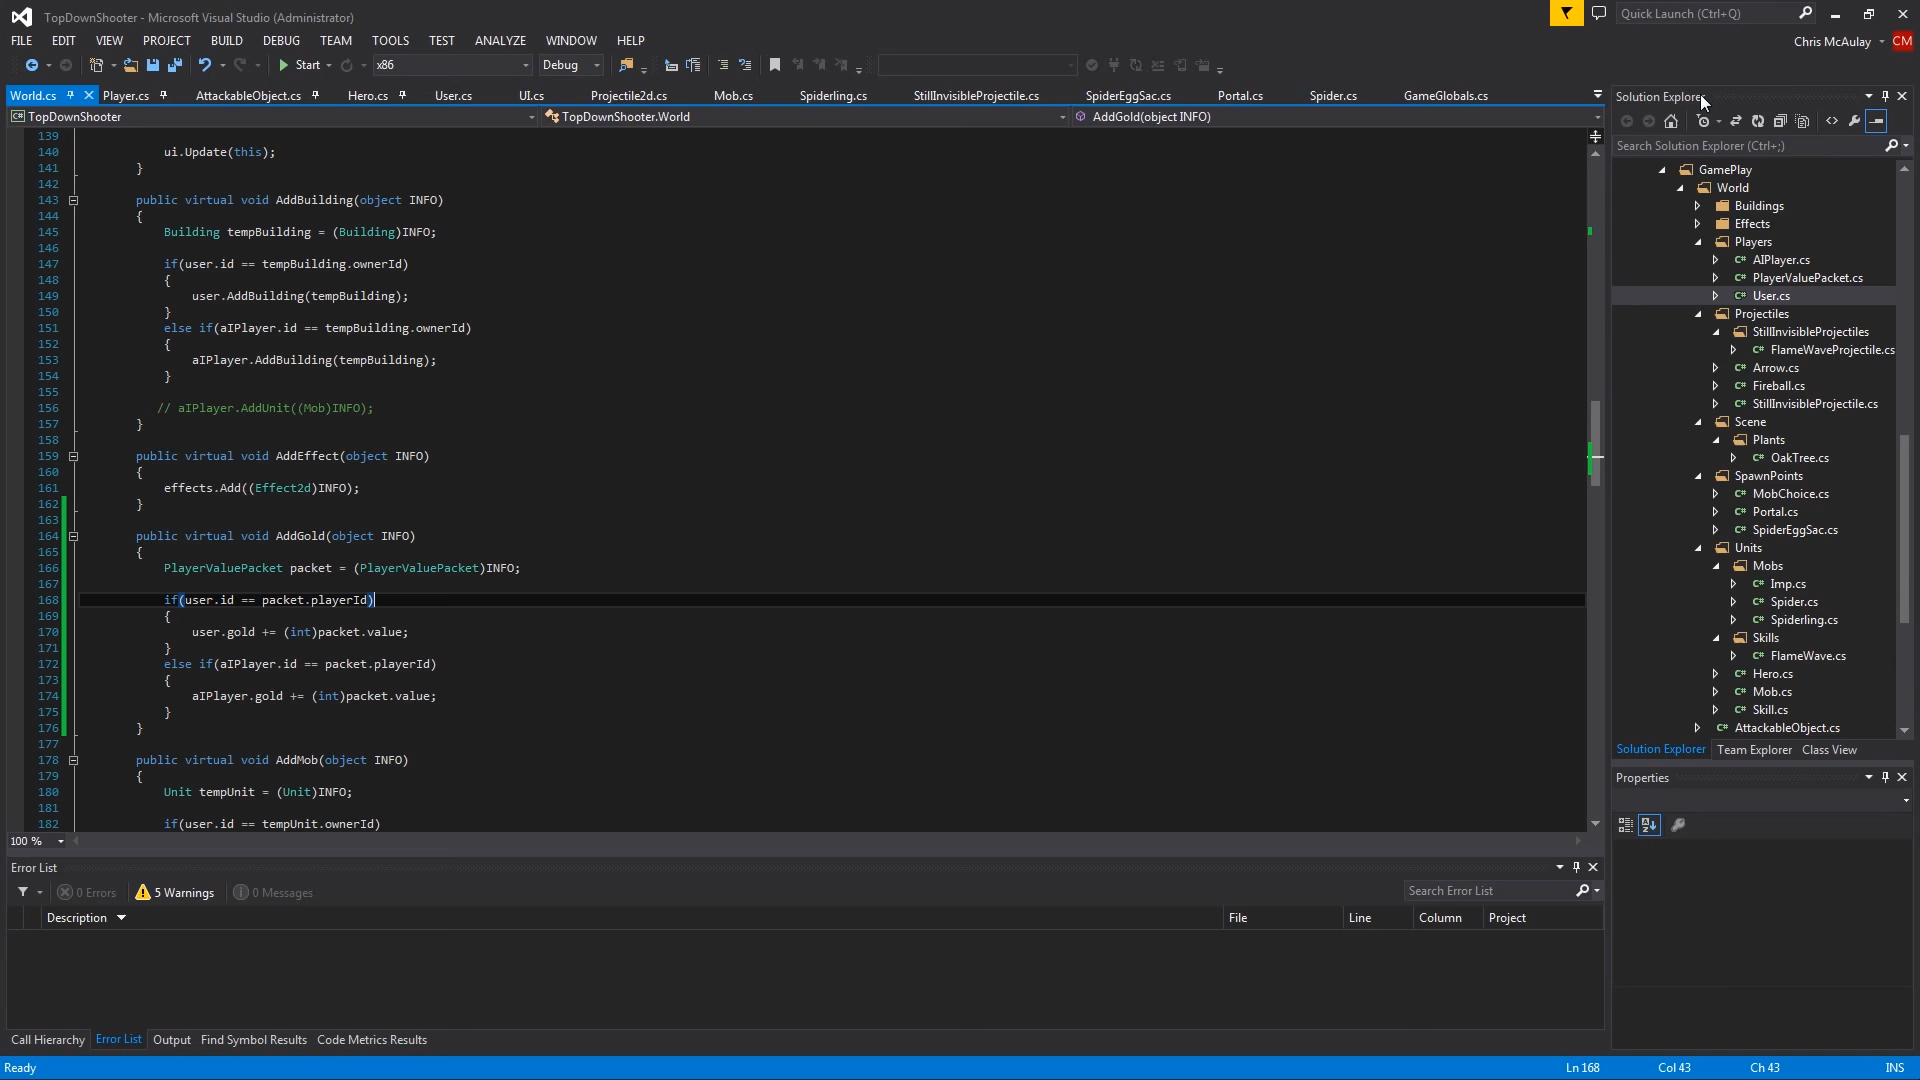 TopDownShooter - Microsoft Visual Studio (Administrator)
Quick Launch (Ctrl+Q)
FILE EDIT VIEW PROJECT BUILD DEBUG TEAM TOOLS TEST ANALYZE WINDOW HELP
Chris McAulay CM
Start x86 Debug
World.cs Player.cs AttackableObject.cs Hero.cs User.cs UI.cs Projectile2d.cs Mob.cs Spiderling.cs StillInvisibleProjectile.cs SpiderEggSac.cs Portal.cs Spider.cs GameGlobals.cs
TopDownShooter TopDownShooter.World AddGold(object INFO)
139
140 ui.Update(this);
141 }
142
143 public virtual void AddBuilding(object INFO)
144 {
145 Building tempBuilding = (Building)INFO;
146
147 if(user.id == tempBuilding.ownerId)
148 {
149 user.AddBuilding(tempBuilding);
150 }
151 else if(aIPlayer.id == tempBuilding.ownerId)
152 {
153 aIPlayer.AddBuilding(tempBuilding);
154 }
155
156 // aIPlayer.AddUnit((Mob)INFO);
157 }
158
159 public virtual void AddEffect(object INFO)
160 {
161 effects.Add((Effect2d)INFO);
162 }
163
164 public virtual void AddGold(object INFO)
165 {
166 PlayerValuePacket packet = (PlayerValuePacket)INFO;
167
168 if(user.id == packet.playerId)
169 {
170 user.gold += (int)packet.value;
171 }
172 else if(aIPlayer.id == packet.playerId)
173 {
174 aIPlayer.gold += (int)packet.value;
175 }
176 }
177
178 public virtual void AddMob(object INFO)
179 {
180 Unit tempUnit = (Unit)INFO;
181
182 if(user.id == tempUnit.ownerId)
100 %
Solution Explorer
Search Solution Explorer (Ctrl+;)
GamePlay
World
Buildings
Effects
Players
C# AIPlayer.cs
C# PlayerValuePacket.cs
C# User.cs
Projectiles
StillInvisibleProjectiles
C# FlameWaveProjectile.cs
C# Arrow.cs
C# Fireball.cs
C# StillInvisibleProjectile.cs
Scene
Plants
C# OakTree.cs
SpawnPoints
C# MobChoice.cs
C# Portal.cs
C# SpiderEggSac.cs
Units
Mobs
C# Imp.cs
C# Spider.cs
C# Spiderling.cs
Skills
C# FlameWave.cs
C# Hero.cs
C# Mob.cs
C# Skill.cs
C# AttackableObject.cs
Solution Explorer Team Explorer Class View
Properties
Error List
0 Errors 5 Warnings 0 Messages
Search Error List
Description File Line Column Project
Call Hierarchy Error List Output Find Symbol Results Code Metrics Results
Ready Ln 168 Col 43 Ch 43 INS